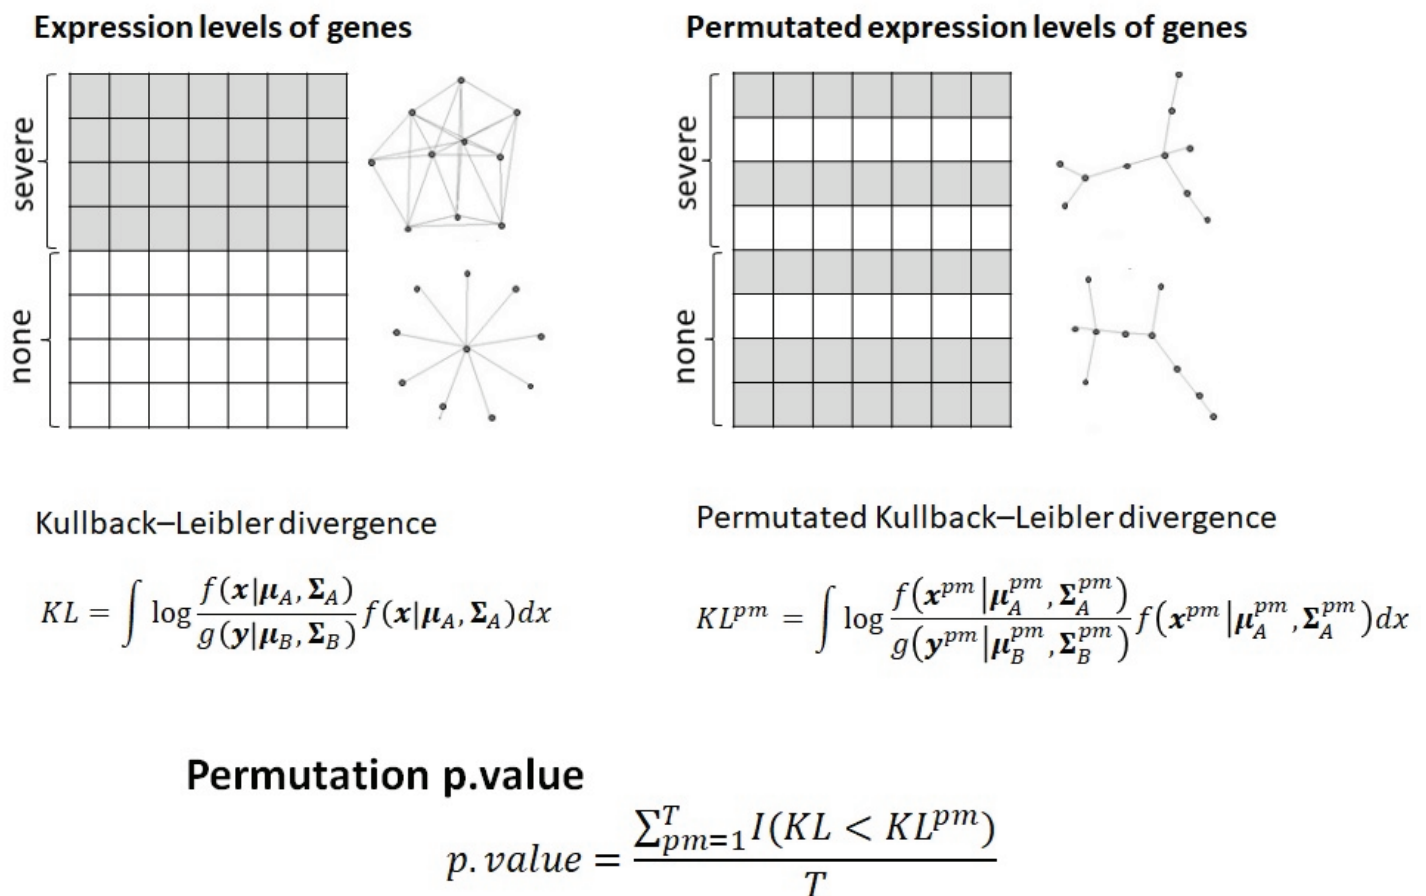 Expression levels of genes
Permutated expression levels of genes
severe
none
severe
none
Kullback–Leibler divergence
Permutated Kullback–Leibler divergence
KL = ∫ log f(x|μ_A, Σ_A) / g(y|μ_B, Σ_B) f(x|μ_A, Σ_A)dx
KL^pm = ∫ log f(x^pm|μ_A^pm, Σ_A^pm) / g(y^pm|μ_B^pm, Σ_B^pm) f(x^pm|μ_A^pm, Σ_A^pm)dx
Permutation p.value
p. value = ∑_{pm=1}^T I(KL < KL^pm) / T